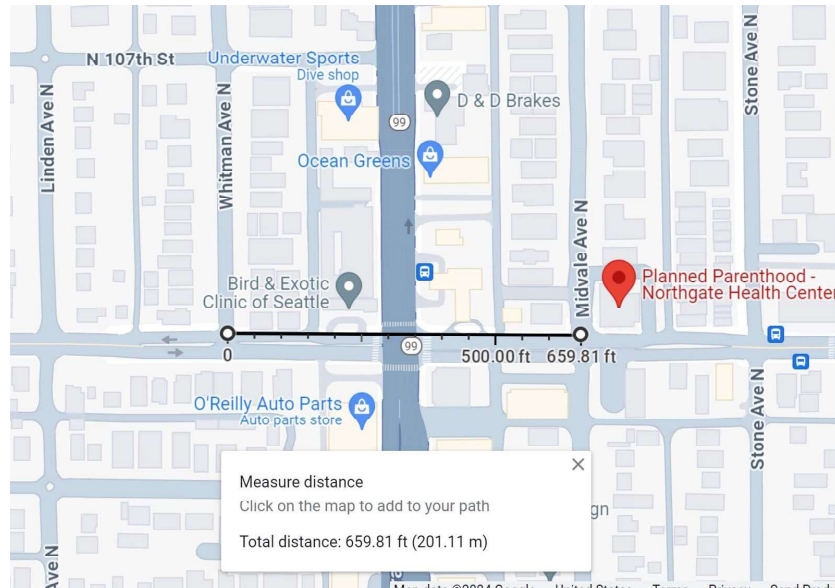 N 107th St
Underwater Sports
Dive shop
Stone Ave N
D & D Brakes
99
Linden Ave N
Whitman Ave N
Ocean Greens
Midvale Ave N
Planned Parenthood -
Northgate Health Center
Bird & Exotic
Clinic of Seattle
0
99
500.00 ft
659.81 ft
O'Reilly Auto Parts
Auto parts store
Stone Ave N
Measure distance
Click on the map to add to your path
Total distance: 659.81 ft (201.11 m)
Ave N
Map data ©2024 Google
United States
Terms
Privacy